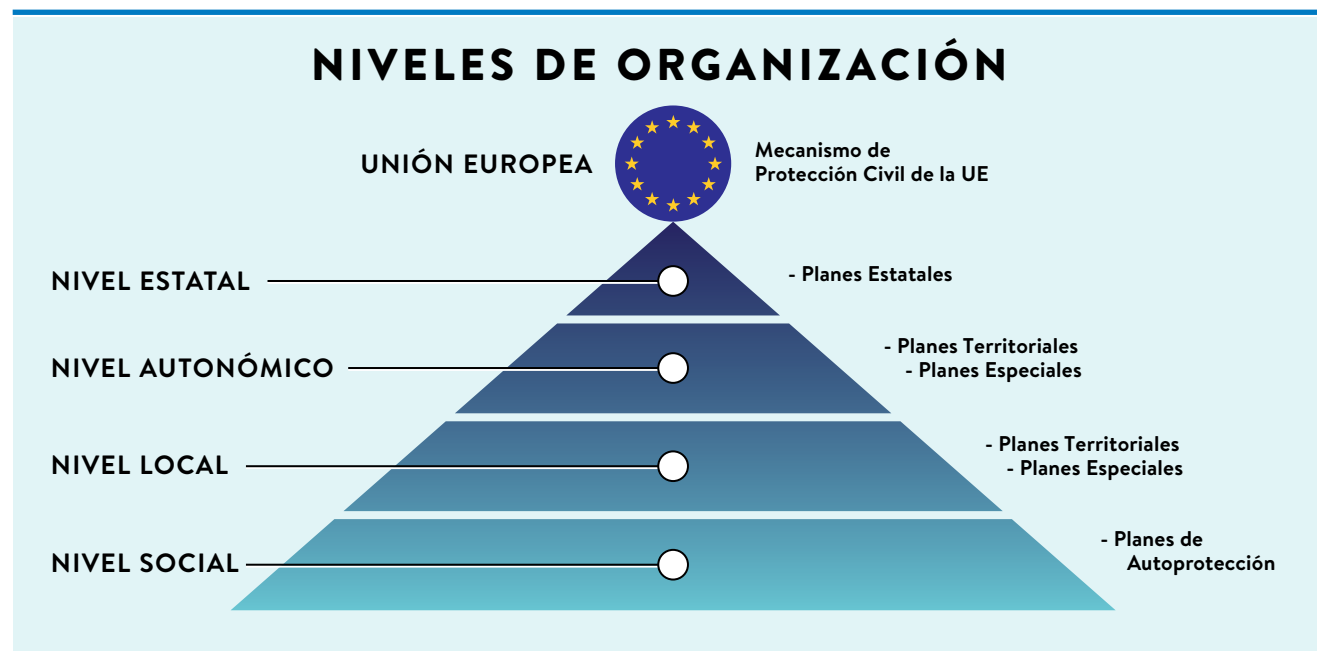 NIVELES DE ORGANIZACIÓN
UNIÓN EUROPEA
Mecanismo de
Protección Civil de la UE
NIVEL ESTATAL
- Planes Estatales
NIVEL AUTONÓMICO
- Planes Territoriales
- Planes Especiales
NIVEL LOCAL
- Planes Territoriales
- Planes Especiales
NIVEL SOCIAL
- Planes de
Autoprotección